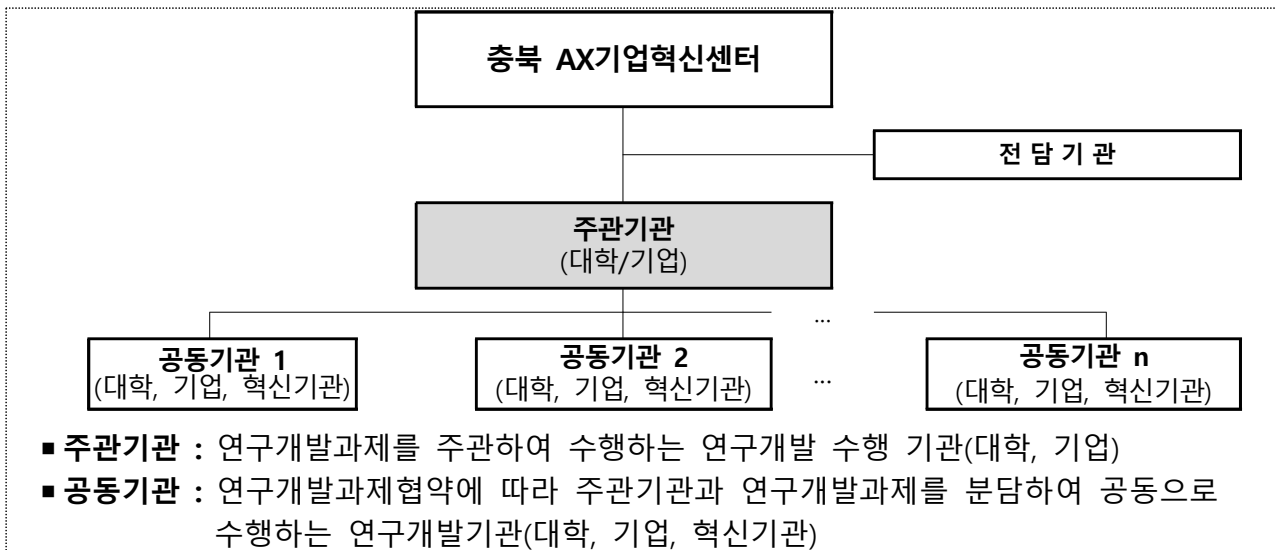 충북 AX기업혁신센터
전 담 기 관
주관기관
(대학/기업)
...
공동기관 1
(대학, 기업, 혁신기관)
공동기관 2
(대학, 기업, 혁신기관)
...
공동기관 n
(대학, 기업, 혁신기관)
▪ 주관기관 : 연구개발과제를 주관하여 수행하는 연구개발 수행 기관(대학, 기업)
▪ 공동기관 : 연구개발과제협약에 따라 주관기관과 연구개발과제를 분담하여 공동으로
수행하는 연구개발기관(대학, 기업, 혁신기관)